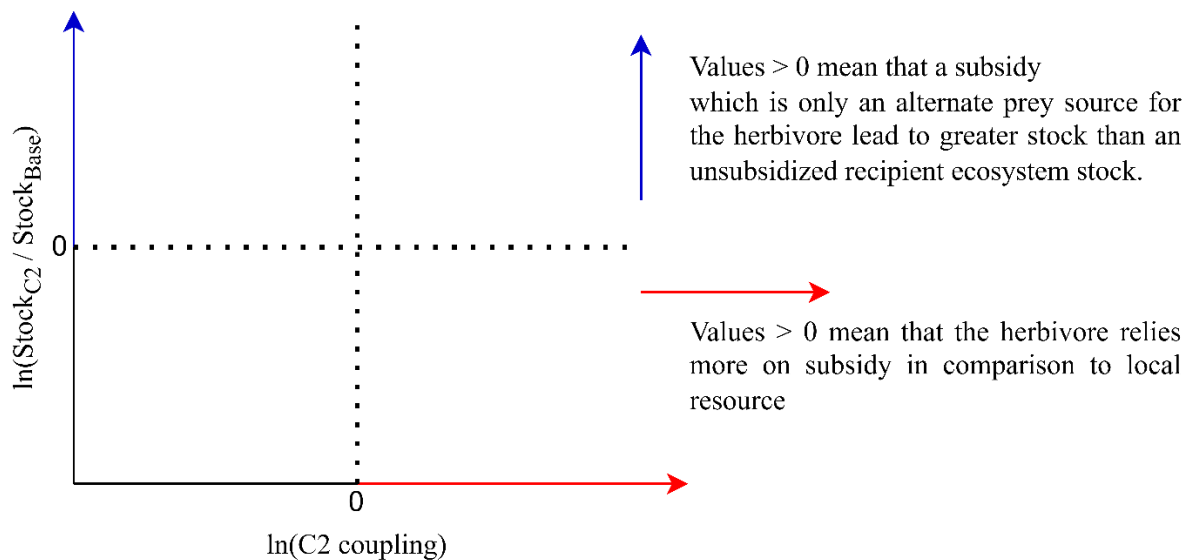 ln(Stock_C2 / Stock_Base)
0
0
ln(C2 coupling)
Values > 0 mean that a subsidy
which is only an alternate prey source for
the herbivore lead to greater stock than an
unsubsidized recipient ecosystem stock.
Values > 0 mean that the herbivore relies
more on subsidy in comparison to local
resource